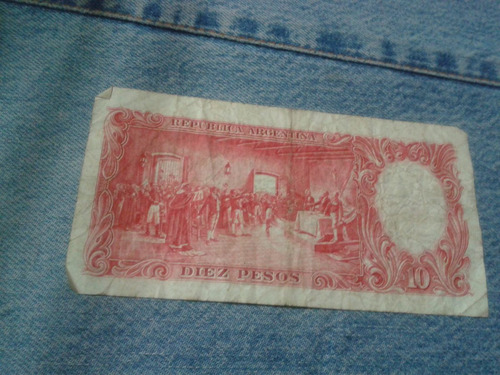 REPUBLICA ARGENTINA
DIEZ PESOS
10